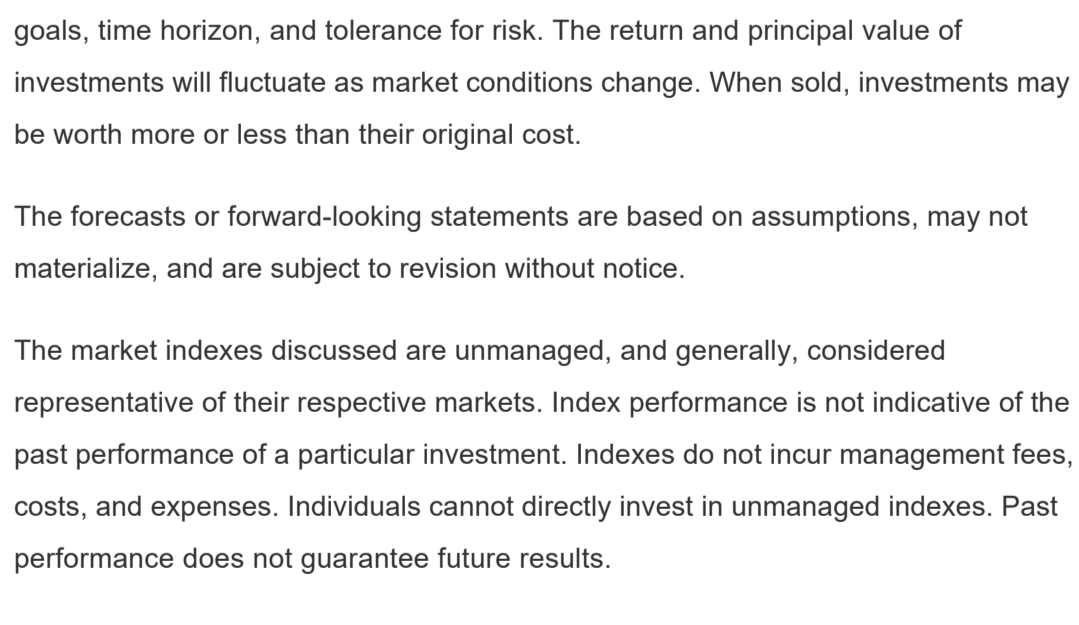 goals, time horizon, and tolerance for risk. The return and principal value of
investments will fluctuate as market conditions change. When sold, investments may
be worth more or less than their original cost.
The forecasts or forward-looking statements are based on assumptions, may not
materialize, and are subject to revision without notice.
The market indexes discussed are unmanaged, and generally, considered
representative of their respective markets. Index performance is not indicative of the
past performance of a particular investment. Indexes do not incur management fees,
costs, and expenses. Individuals cannot directly invest in unmanaged indexes. Past
performance does not guarantee future results.